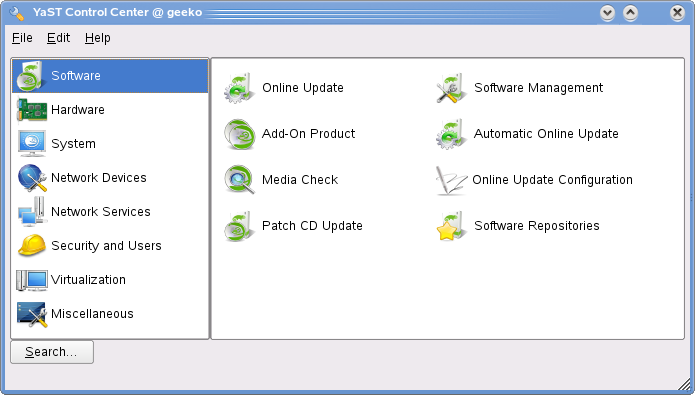 YaST Control Center @ geeko
File Edit Help
Software
Hardware
System
Network Devices
Network Services
Security and Users
Virtualization
Miscellaneous
Online Update
Software Management
Add-On Product
Automatic Online Update
Media Check
Online Update Configuration
Patch CD Update
Software Repositories
Search...